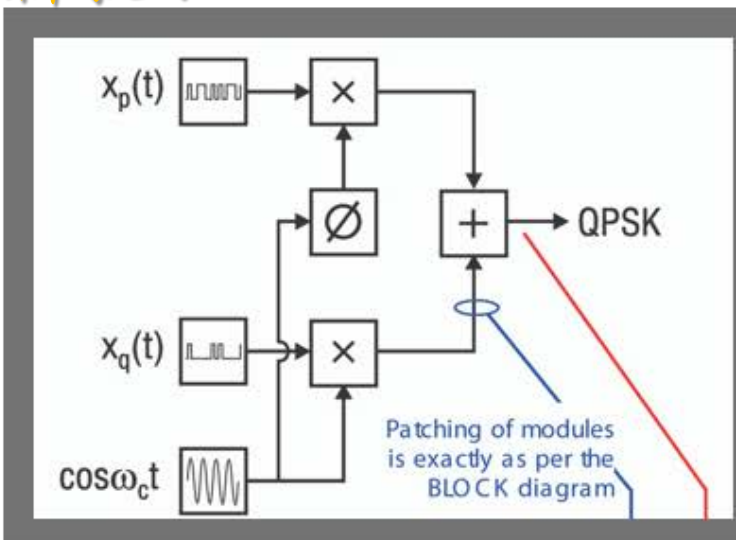 xp(t)
×
Ø
+
QPSK
xq(t)
×
cosωct
Patching of modules
is exactly as per the
BLOCK diagram